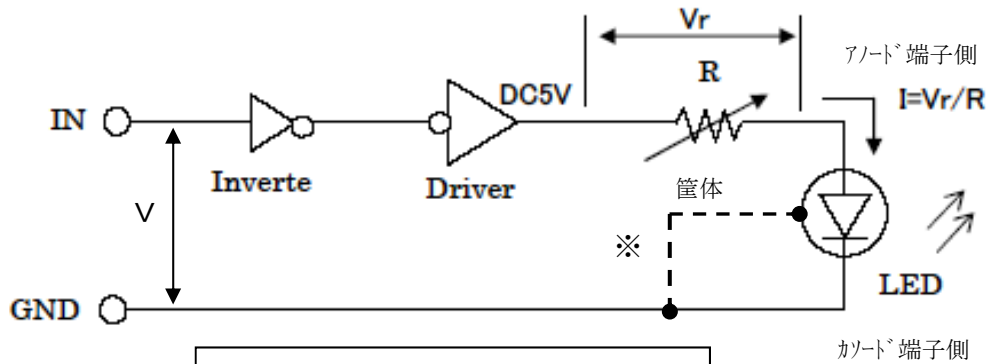 Vr
アノード端子側
R
DC5V
I=Vr/R
IN
Inverte
Driver
筐体
V
※
LED
GND
カソード端子側